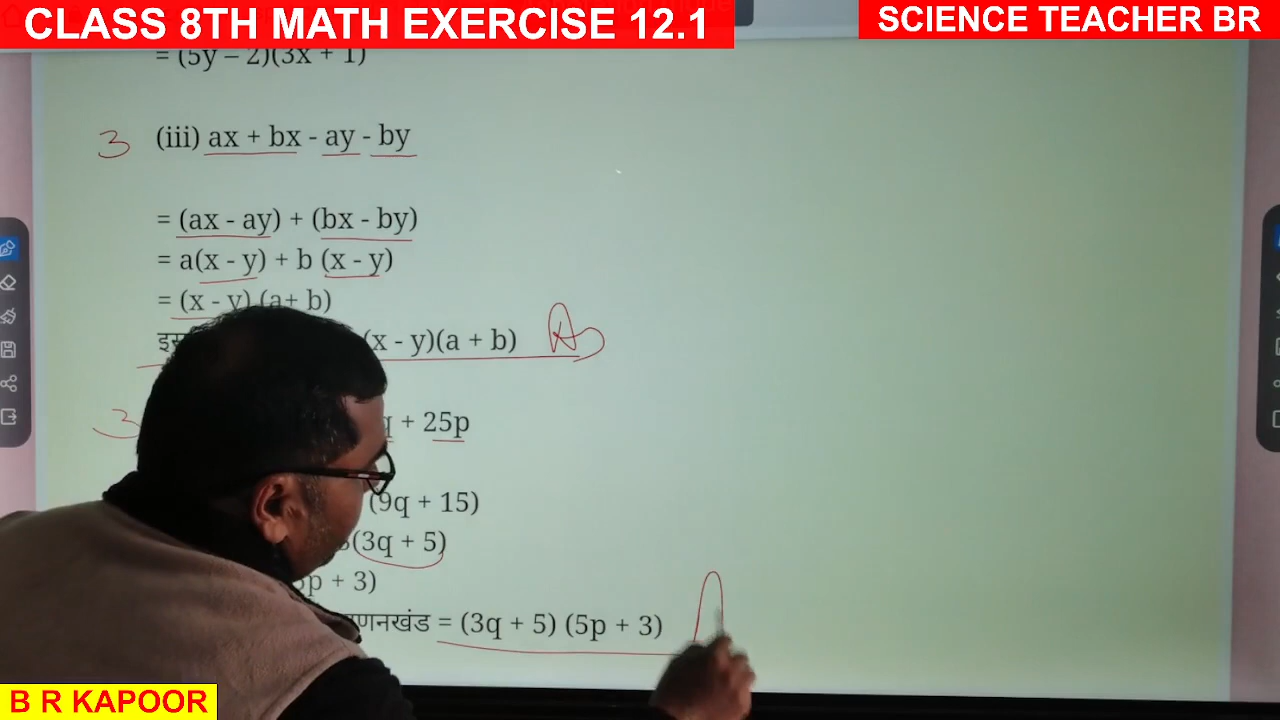 CLASS 8TH MATH EXERCISE 12.1
SCIENCE TEACHER BR
= (5y – 2)(3x + 1)
3 (iii) ax + bx - ay - by
= (ax - ay) + (bx - by)
= a(x - y) + b (x - y)
= (x - y) (a+ b)
(x - y)(a + b)
3 + 25p
(9q + 15)
(3q + 5)
p + 3)
= (3q + 5) (5p + 3)
B R KAPOOR